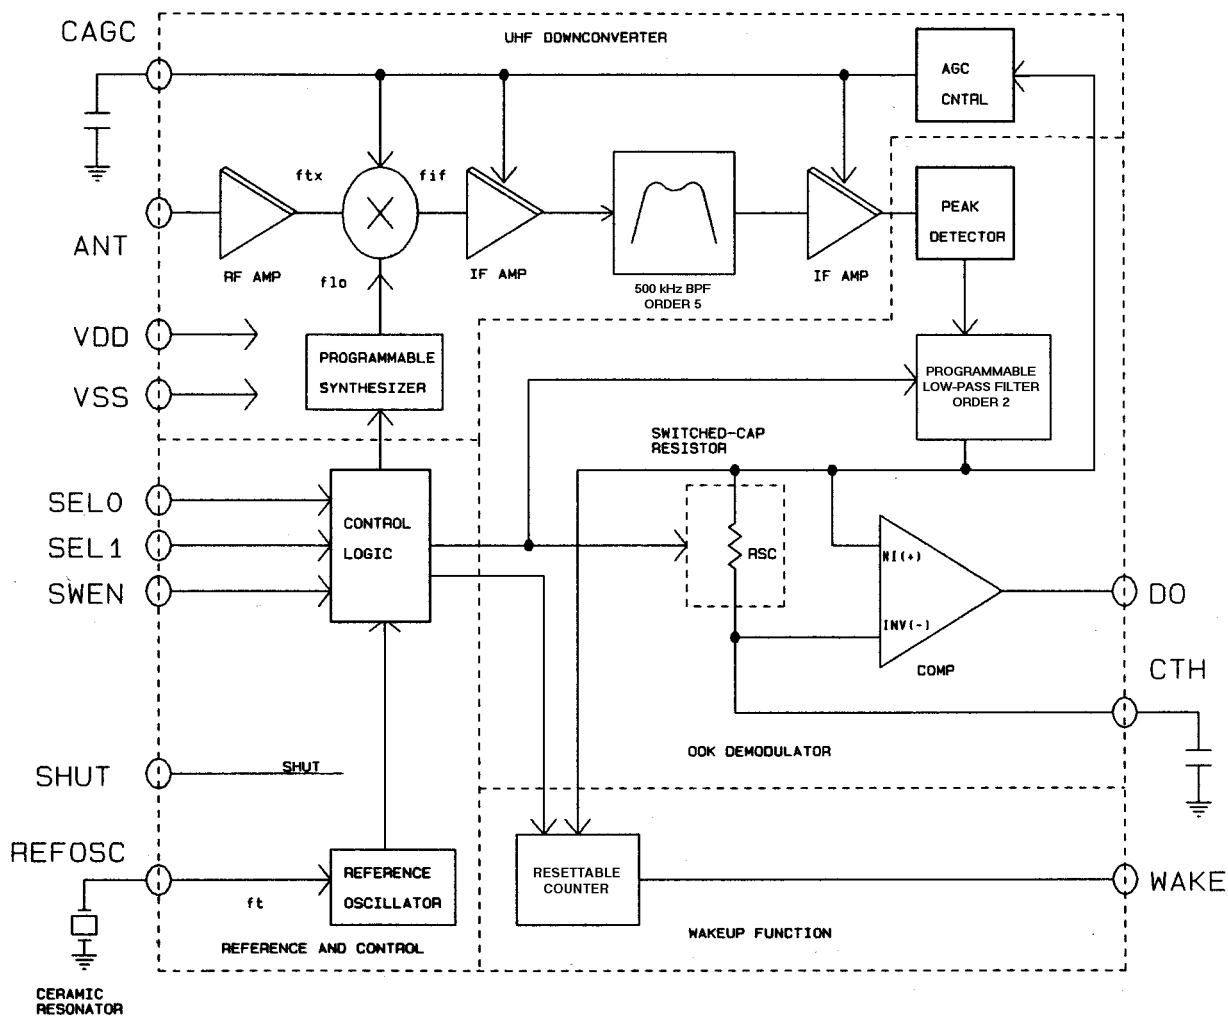 CAGC
UHF DOWNCONVERTER
AGC
CNTRL
ftx
fif
PEAK
DETECTOR
ANT
RF AMP
flo
IF AMP
500 kHz BPF
ORDER 5
IF AMP
VDD
VSS
PROGRAMMABLE
SYNTHESIZER
PROGRAMMABLE
LOW-PASS FILTER
ORDER 2
SWITCHED-CAP
RESISTOR
SEL0
SEL1
SWEN
CONTROL
LOGIC
RSC
NI(+)
INV(-)
COMP
DO
CTH
OOK DEMODULATOR
SHUT
SHUT
REFOSC
ft
REFERENCE
OSCILLATOR
RESETTABLE
COUNTER
WAKE
REFERENCE AND CONTROL
WAKEUP FUNCTION
CERAMIC
RESONATOR